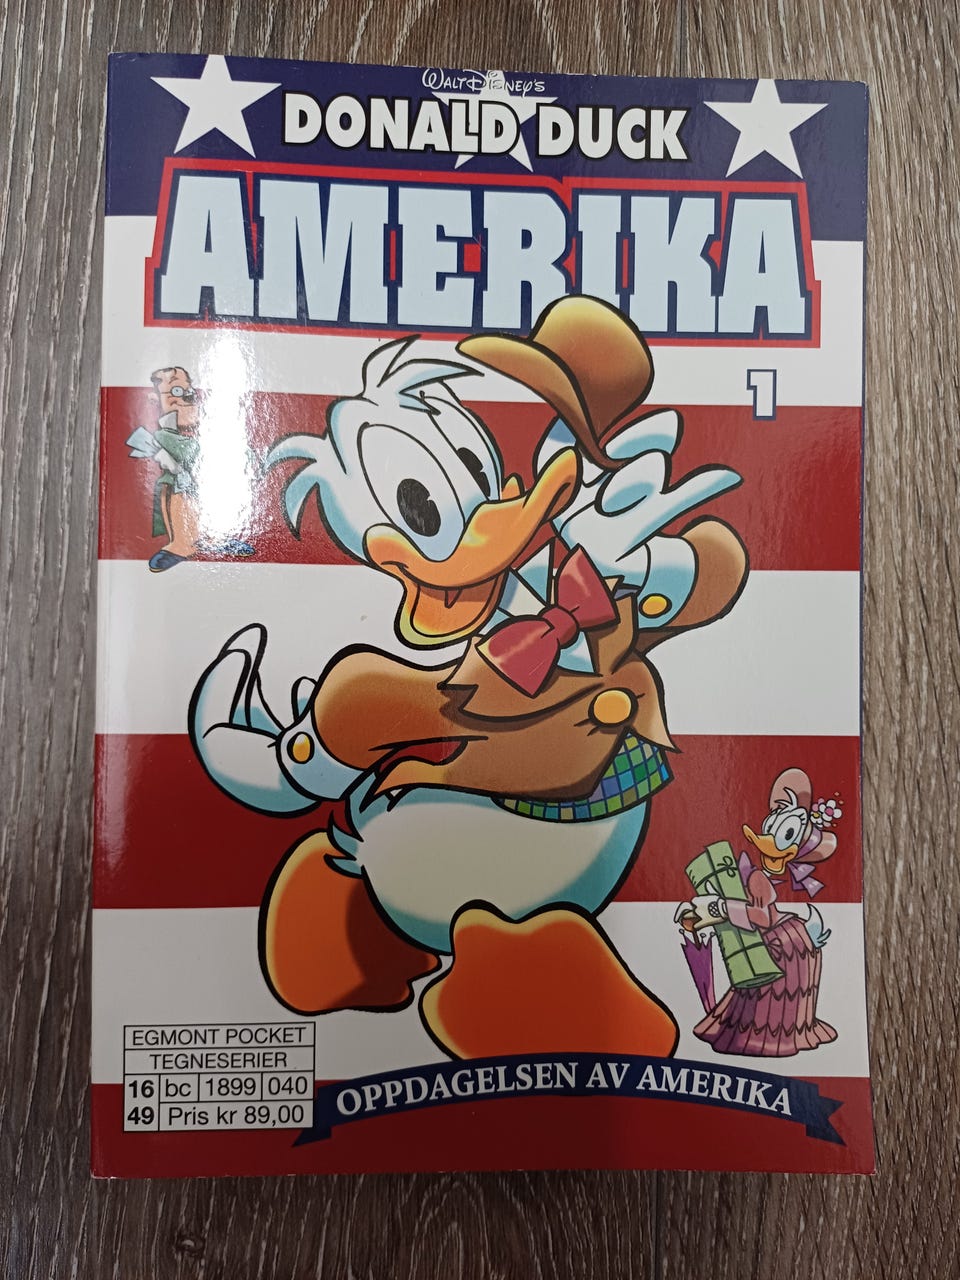 WALT DISNEY'S
DONALD DUCK
AMERIKA
1
EGMONT POCKET
TEGNESERIER
16 bc 1899 040
49 Pris kr 89,00
OPPDAGELSEN AV AMERIKA